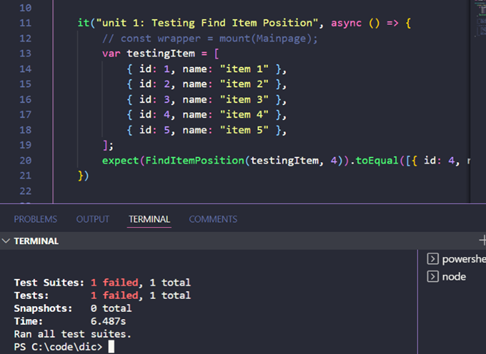 10
11 it("unit 1: Testing Find Item Position", async () => {
12 // const wrapper = mount(Mainpage);
13 var testingItem = [
14 { id: 1, name: "item 1" },
15 { id: 2, name: "item 2" },
16 { id: 3, name: "item 3" },
17 { id: 4, name: "item 4" },
18 { id: 5, name: "item 5" },
19 ];
20 expect(FindItemPosition(testingItem, 4)).toEqual([{ id: 4,
21 })
22
PROBLEMS OUTPUT TERMINAL COMMENTS
TERMINAL
powershe
node
Test Suites: 1 failed, 1 total
Tests: 1 failed, 1 total
Snapshots: 0 total
Time: 6.487s
Ran all test suites.
PS C:\code\dic>